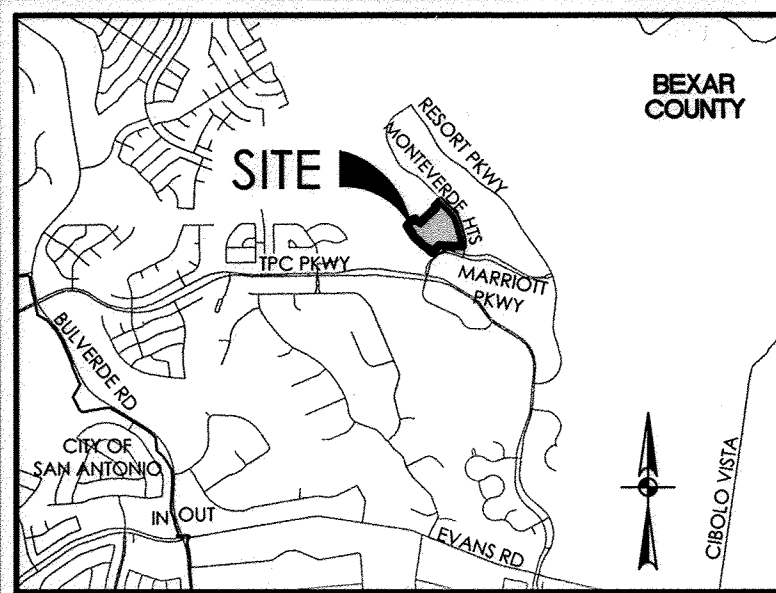 BEXAR
COUNTY
RESORT PKWY
MONTEVERDE HTS
SITE
TPC PKWY
MARRIOTT
PKWY
BULVERDE RD
CITY OF
SAN ANTONIO
IN OUT
EVANS RD
CIBOLO VISTA